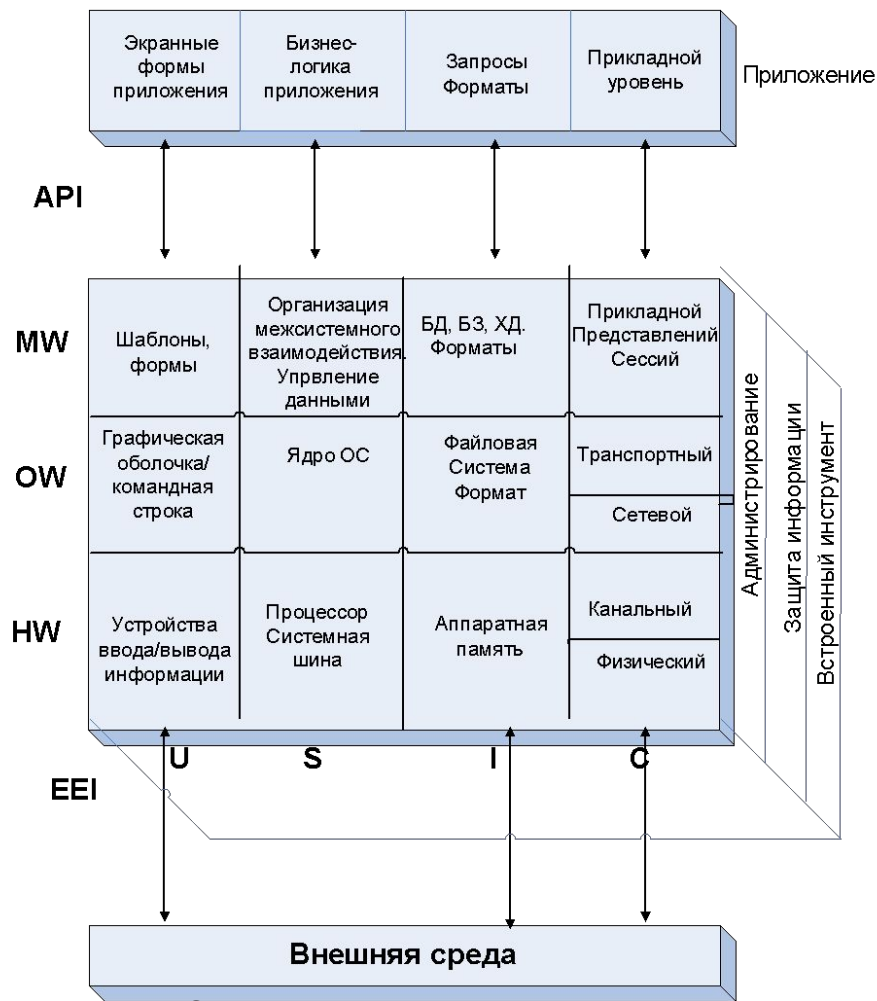 Экранные
формы
приложения
Бизнес-
логика
приложения
Запросы
Форматы
Прикладной
уровень
Приложение
API
MW
Шаблоны,
формы
Организация
межсистемного
взаимодействия.
Упрвление
данными
БД, БЗ, ХД.
Форматы
Прикладной
Представлений
Сессий
OW
Графическая
оболочка/
командная
строка
Ядро ОС
Файловая
Система
Формат
Транспортный
Сетевой
HW
Устройства
ввода/вывода
информации
Процессор
Системная
шина
Аппаратная
память
Канальный
Физический
Администрирование
Защита информации
Встроенный инструмент
U
S
I
C
EEI
Внешняя среда